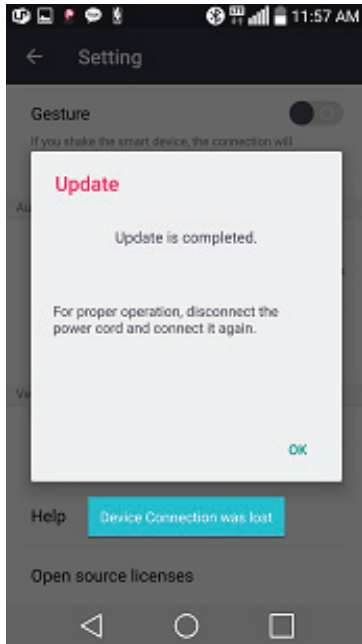 11:57 AM
Setting
Gesture
If you shake the smart device, the connection will
Au
Update
Update is completed.
For proper operation, disconnect the
power cord and connect it again.
Vie
OK
Help
Device Connection was lost
Open source licenses